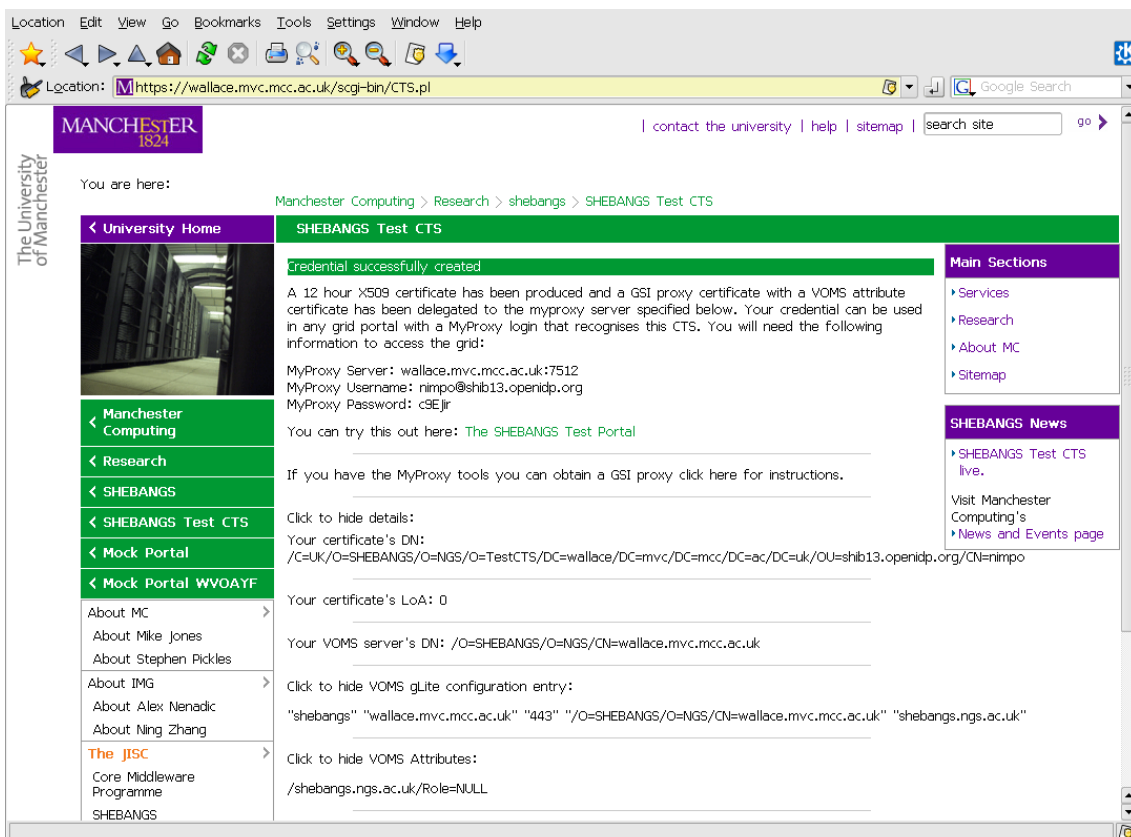 Location Edit View Go Bookmarks Tools Settings Window Help
Location: https://wallace.mvc.mcc.ac.uk/scgi-bin/CTS.pl
Google Search
MANCHESTER
1824
The University
of Manchester
| contact the university | help | sitemap | search site go
You are here:
Manchester Computing > Research > shebangs > SHEBANGS Test CTS
University Home
Manchester
Computing
Research
SHEBANGS
SHEBANGS Test CTS
Mock Portal
Mock Portal WVOAYF
About MC
About Mike Jones
About Stephen Pickles
About IMG
About Alex Nenadic
About Ning Zhang
The JISC
Core Middleware
Programme
SHEBANGS
SHEBANGS Test CTS
Credential successfully created
A 12 hour X509 certificate has been produced and a GSI proxy certificate with a VOMS attribute
certificate has been delegated to the myproxy server specified below. Your credential can be used
in any grid portal with a MyProxy login that recognises this CTS. You will need the following
information to access the grid:
MyProxy Server: wallace.mvc.mcc.ac.uk:7512
MyProxy Username: nimpo@shib13.openidp.org
MyProxy Password: c9EJir
You can try this out here: The SHEBANGS Test Portal
If you have the MyProxy tools you can obtain a GSI proxy click here for instructions.
Click to hide details:
Your certificate's DN:
/C=UK/O=SHEBANGS/O=NGS/O=TestCTS/DC=wallace/DC=mvc/DC=mcc/DC=ac/DC=uk/OU=shib13.openidp.org/CN=nimpo
Your certificate's LoA: 0
Your VOMS server's DN: /O=SHEBANGS/O=NGS/CN=wallace.mvc.mcc.ac.uk
Click to hide VOMS gLite configuration entry:
"shebangs" "wallace.mvc.mcc.ac.uk" "443" "/O=SHEBANGS/O=NGS/CN=wallace.mvc.mcc.ac.uk" "shebangs.ngs.ac.uk"
Click to hide VOMS Attributes:
/shebangs.ngs.ac.uk/Role=NULL
Main Sections
Services
Research
About MC
Sitemap
SHEBANGS News
SHEBANGS Test CTS
live.
Visit Manchester
Computing's
News and Events page